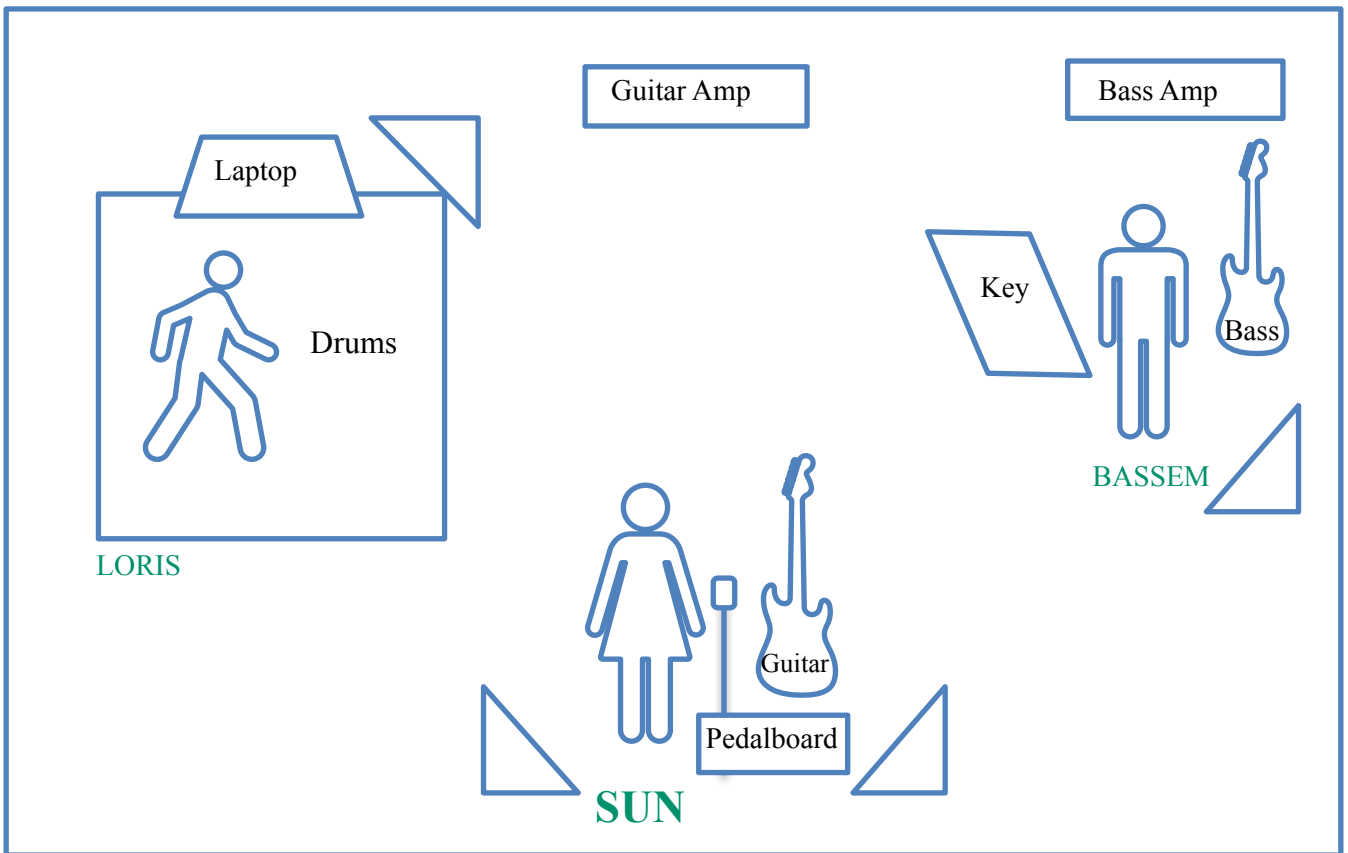 Guitar Amp
Bass Amp
Laptop
Key
Drums
Bass
BASSEM
LORIS
Guitar
Pedalboard
SUN